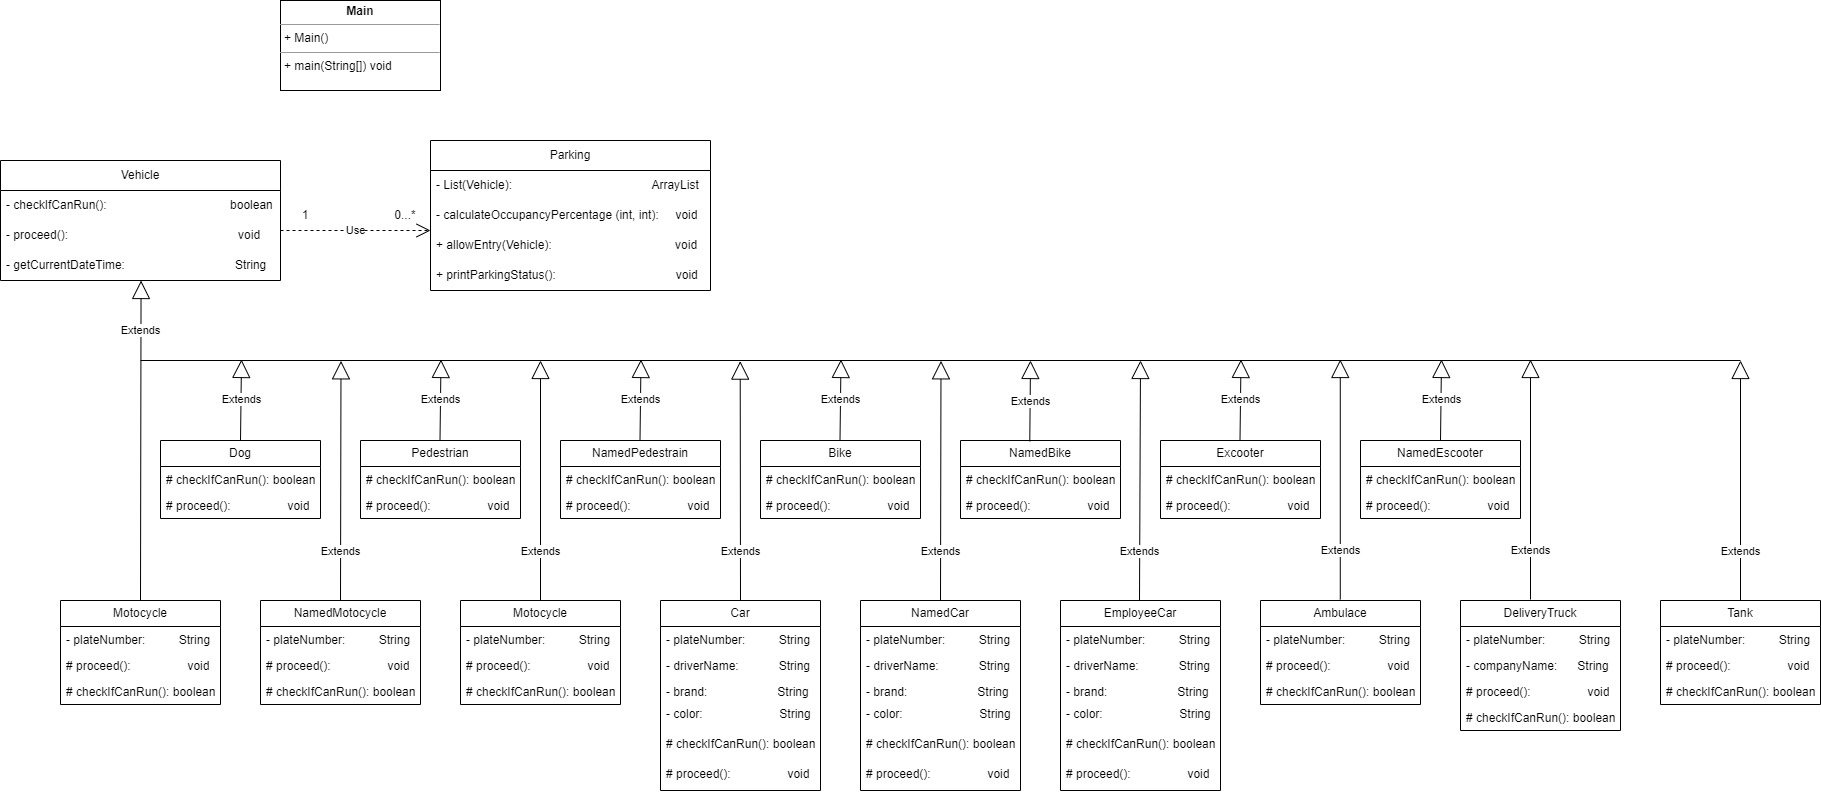 Main
+ Main()
+ main(String[]) void
Parking
- List(Vehicle): ArrayList
- calculateOccupancyPercentage (int, int): void
+ allowEntry(Vehicle): void
+ printParkingStatus(): void
Vehicle
- checkIfCanRun(): boolean
- proceed(): void
- getCurrentDateTime: String
1
0...*
Use
Extends
Extends
Extends
Extends
Extends
Extends
Extends
Extends
Dog
# checkIfCanRun(): boolean
# proceed(): void
Pedestrian
# checkIfCanRun(): boolean
# proceed(): void
NamedPedestrain
# checkIfCanRun(): boolean
# proceed(): void
Bike
# checkIfCanRun(): boolean
# proceed(): void
NamedBike
# checkIfCanRun(): boolean
# proceed(): void
Excooter
# checkIfCanRun(): boolean
# proceed(): void
NamedEscooter
# checkIfCanRun(): boolean
# proceed(): void
Extends
Extends
Extends
Extends
Extends
Extends
Extends
Extends
Motocycle
- plateNumber: String
# proceed(): void
# checkIfCanRun(): boolean
NamedMotocycle
- plateNumber: String
# proceed(): void
# checkIfCanRun(): boolean
Motocycle
- plateNumber: String
# proceed(): void
# checkIfCanRun(): boolean
Car
- plateNumber: String
- driverName: String
- brand: String
- color: String
# checkIfCanRun(): boolean
# proceed(): void
NamedCar
- plateNumber: String
- driverName: String
- brand: String
- color: String
# checkIfCanRun(): boolean
# proceed(): void
EmployeeCar
- plateNumber: String
- driverName: String
- brand: String
- color: String
# checkIfCanRun(): boolean
# proceed(): void
Ambulace
- plateNumber: String
# proceed(): void
# checkIfCanRun(): boolean
DeliveryTruck
- plateNumber: String
- companyName: String
# proceed(): void
# checkIfCanRun(): boolean
Tank
- plateNumber: String
# proceed(): void
# checkIfCanRun(): boolean